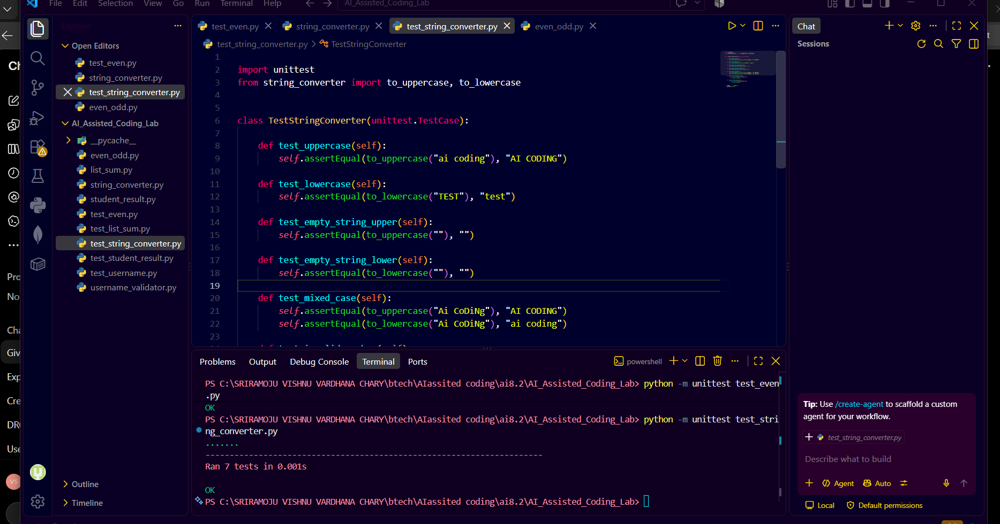 File Edit Selection View Go Run Terminal Help
AI_Assisted_Coding_Lab
Explorer
Open Editors
test_even.py
string_converter.py
test_string_converter.py
even_odd.py
AI_Assisted_Coding_Lab
__pycache__
even_odd.py
list_sum.py
string_converter.py
student_result.py
test_even.py
test_list_sum.py
test_string_converter.py
test_student_result.py
test_username.py
username_validator.py
Outline
Timeline
test_even.py string_converter.py test_string_converter.py even_odd.py
test_string_converter.py > TestStringConverter
1
2 import unittest
3 from string_converter import to_uppercase, to_lowercase
4
5
6 class TestStringConverter(unittest.TestCase):
7
8 def test_uppercase(self):
9 self.assertEqual(to_uppercase("ai coding"), "AI CODING")
10
11 def test_lowercase(self):
12 self.assertEqual(to_lowercase("TEST"), "test")
13
14 def test_empty_string_upper(self):
15 self.assertEqual(to_uppercase(""), "")
16
17 def test_empty_string_lower(self):
18 self.assertEqual(to_lowercase(""), "")
19
20 def test_mixed_case(self):
21 self.assertEqual(to_uppercase("Ai CoDiNg"), "AI CODING")
22 self.assertEqual(to_lowercase("Ai CoDiNg"), "ai coding")
23
Problems Output Debug Console Terminal Ports
powershell
PS C:\SRIRAMOJU VISHNU VARDHANA CHARY\btech\AIassited coding\ai8.2\AI_Assisted_Coding_Lab> python -m unittest test_even
.py
OK
PS C:\SRIRAMOJU VISHNU VARDHANA CHARY\btech\AIassited coding\ai8.2\AI_Assisted_Coding_Lab> python -m unittest test_stri
ng_converter.py
.......
----------------------------------------------------------------------
Ran 7 tests in 0.001s
OK
PS C:\SRIRAMOJU VISHNU VARDHANA CHARY\btech\AIassited coding\ai8.2\AI_Assisted_Coding_Lab>
Chat
Sessions
Tip: Use /create-agent to scaffold a custom
agent for your workflow.
test_string_converter.py
Describe what to build
Agent Auto
Local Default permissions
Pro
No
Cha
Giv
Exp
Cre
Use
VS